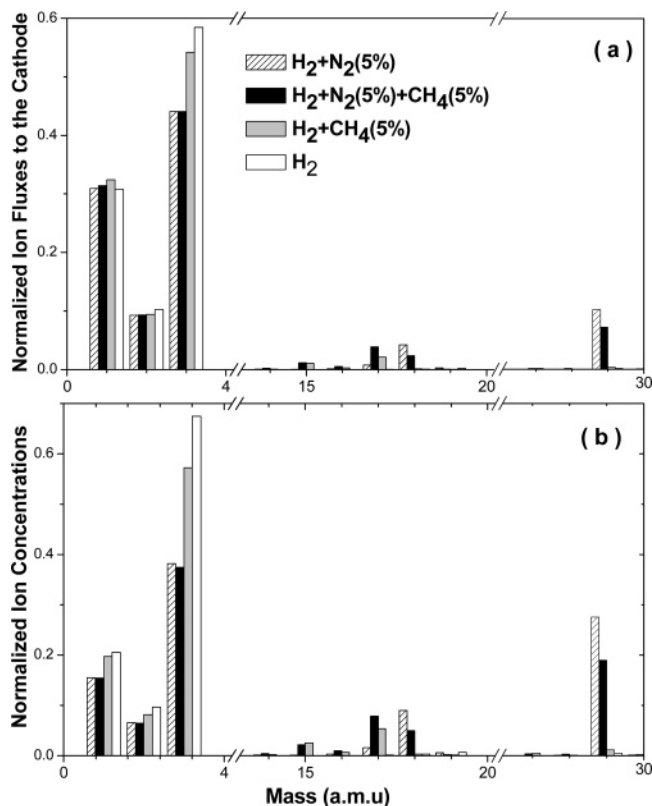 Normalized Ion Fluxes to the Cathode
0.6
0.4
0.2
0.0
( a )
H₂+N₂(5%)
H₂+N₂(5%)+CH₄(5%)
H₂+CH₄(5%)
H₂
0 4 15 20 30
Normalized Ion Concentrations
0.6
0.4
0.2
0.0
( b )
0 4 15 20 30
Mass (a.m.u)